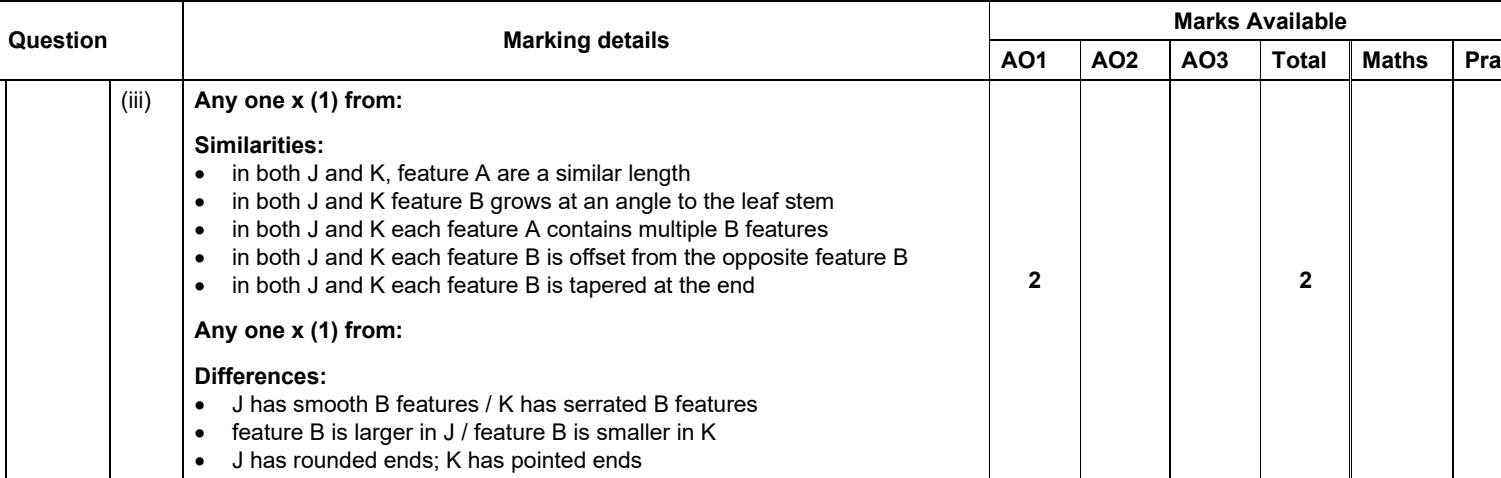 Question
Marking details
Marks Available
AO1 AO2 AO3 Total Maths Pra
(iii) Any one x (1) from:
Similarities:
• in both J and K, feature A are a similar length
• in both J and K feature B grows at an angle to the leaf stem
• in both J and K each feature A contains multiple B features
• in both J and K each feature B is offset from the opposite feature B
• in both J and K each feature B is tapered at the end
2 2
Any one x (1) from:
Differences:
• J has smooth B features / K has serrated B features
• feature B is larger in J / feature B is smaller in K
• J has rounded ends; K has pointed ends